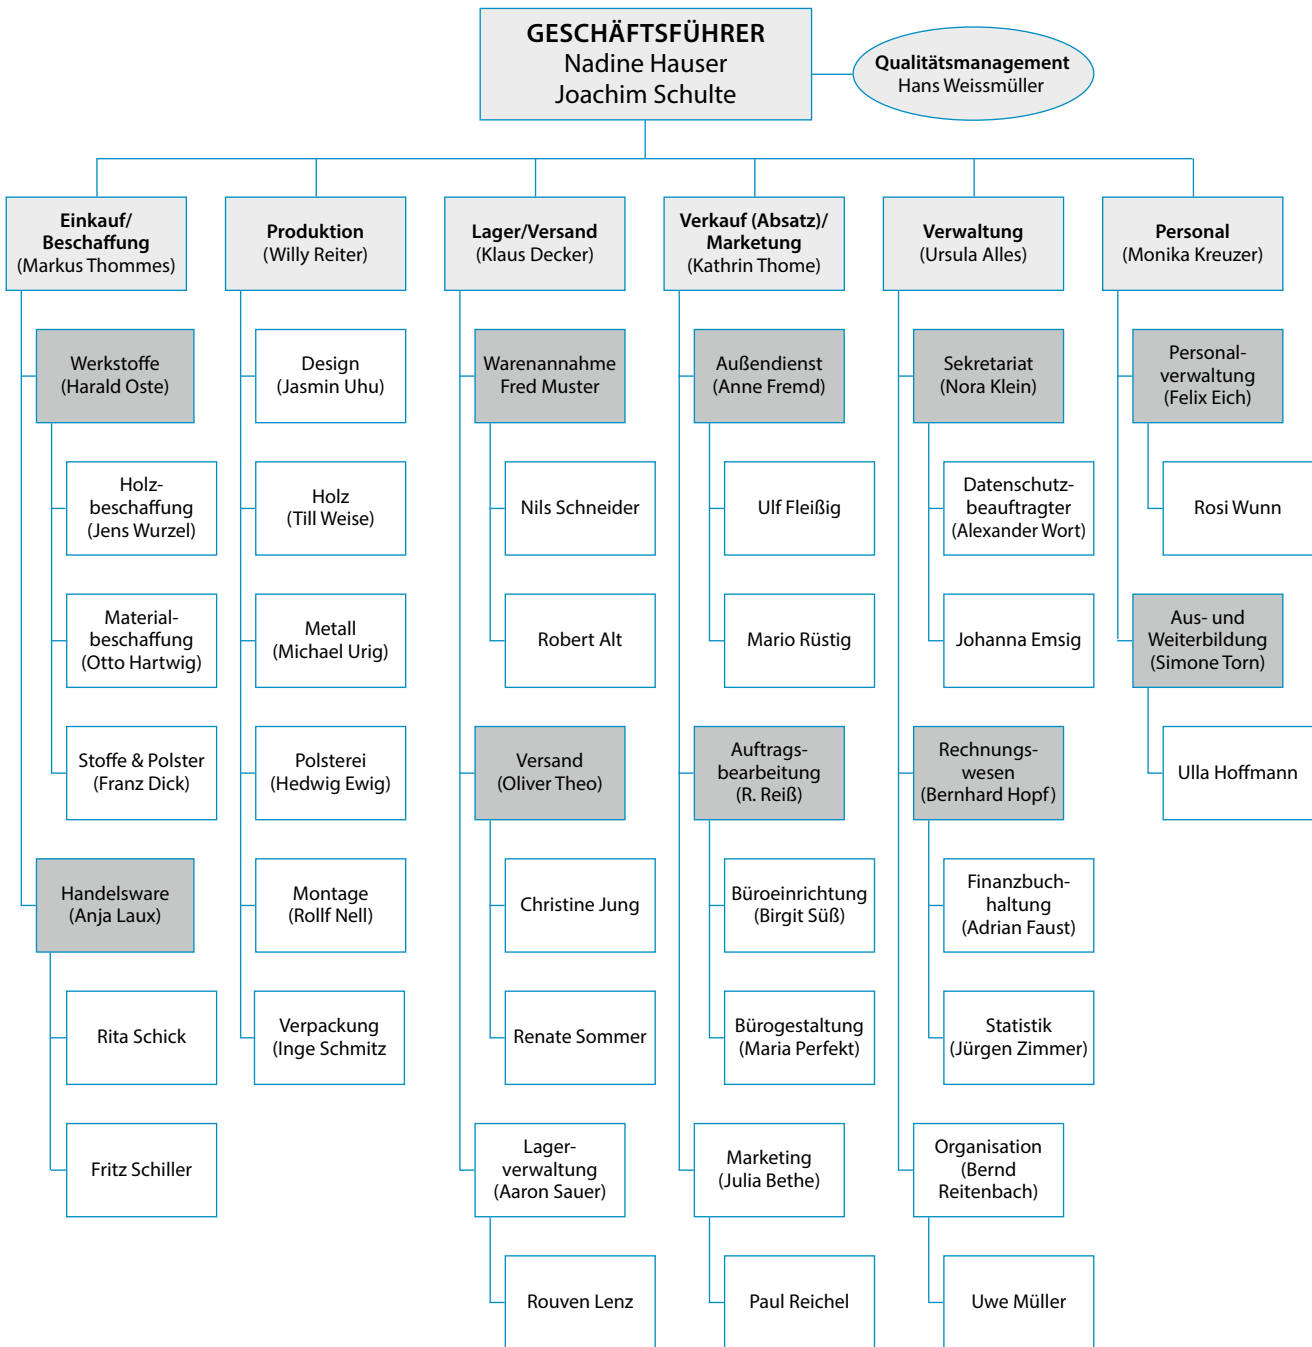 GESCHÄFTSFÜHRER
Nadine Hauser
Joachim Schulte
Qualitätsmanagement
Hans Weissmüller
Einkauf/
Beschaffung
(Markus Thommes)
Werkstoffe
(Harald Oste)
Holz-
beschaffung
(Jens Wurzel)
Material-
beschaffung
(Otto Hartwig)
Stoffe & Polster
(Franz Dick)
Handelsware
(Anja Laux)
Rita Schick
Fritz Schiller
Produktion
(Willy Reiter)
Design
(Jasmin Uhu)
Holz
(Till Weise)
Metall
(Michael Urig)
Polsterei
(Hedwig Ewig)
Montage
(Rollf Nell)
Verpackung
(Inge Schmitz
Lager/Versand
(Klaus Decker)
Warenannahme
Fred Muster
Nils Schneider
Robert Alt
Versand
(Oliver Theo)
Christine Jung
Renate Sommer
Lager-
verwaltung
(Aaron Sauer)
Rouven Lenz
Verkauf (Absatz)/
Marketung
(Kathrin Thome)
Außendienst
(Anne Fremd)
Ulf Fleißig
Mario Rüstig
Auftrags-
bearbeitung
(R. Reiß)
Büroeinrichtung
(Birgit Süß)
Bürogestaltung
(Maria Perfekt)
Marketing
(Julia Bethe)
Paul Reichel
Verwaltung
(Ursula Alles)
Sekretariat
(Nora Klein)
Datenschutz-
beauftragter
(Alexander Wort)
Johanna Emsig
Rechnungs-
wesen
(Bernhard Hopf)
Finanzbuch-
haltung
(Adrian Faust)
Statistik
(Jürgen Zimmer)
Organisation
(Bernd
Reitenbach)
Uwe Müller
Personal
(Monika Kreuzer)
Personal-
verwaltung
(Felix Eich)
Rosi Wunn
Aus- und
Weiterbildung
(Simone Torn)
Ulla Hoffmann